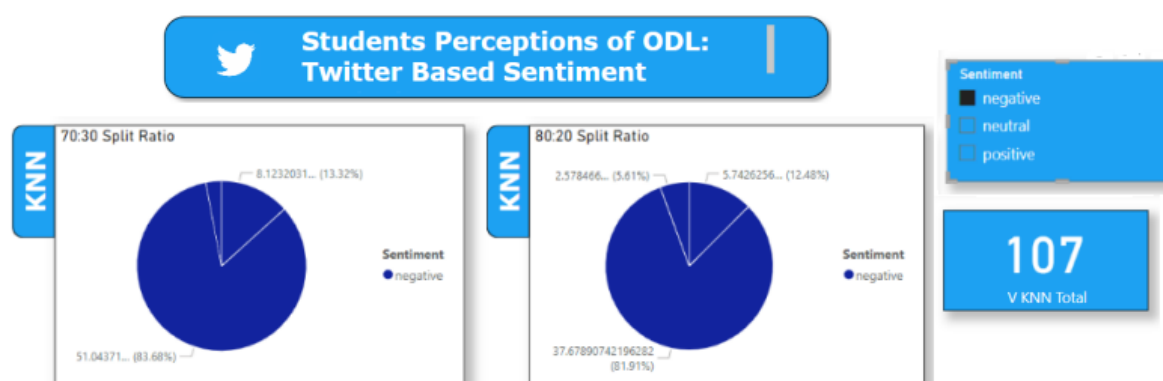 Students Perceptions of ODL:
Twitter Based Sentiment
Sentiment
negative
neutral
positive
KNN
70:30 Split Ratio
8.1232031... (13.32%)
Sentiment
negative
51.04371... (83.68%)
KNN
80:20 Split Ratio
2.578466... (5.61%)
5.7426256... (12.48%)
Sentiment
negative
37.67890742196282
(81.91%)
107
V KNN Total